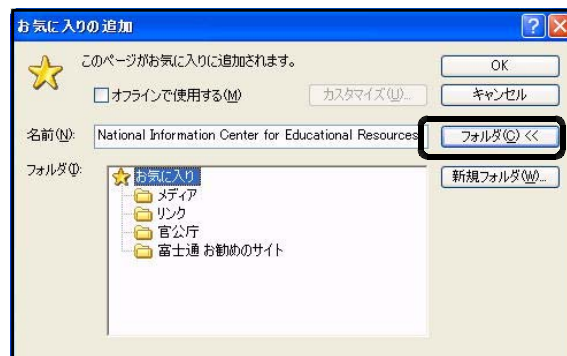 お気に入りの追加
このページがお気に入りに追加されます。
OK
オフラインで使用する(M)
カスタマイズ(U)...
キャンセル
名前(N):
National Information Center for Educational Resources
フォルダ(C) <<
フォルダ(I):
お気に入り
新規フォルダ(W)...
メディア
リンク
官公庁
富士通 お勧めのサイト